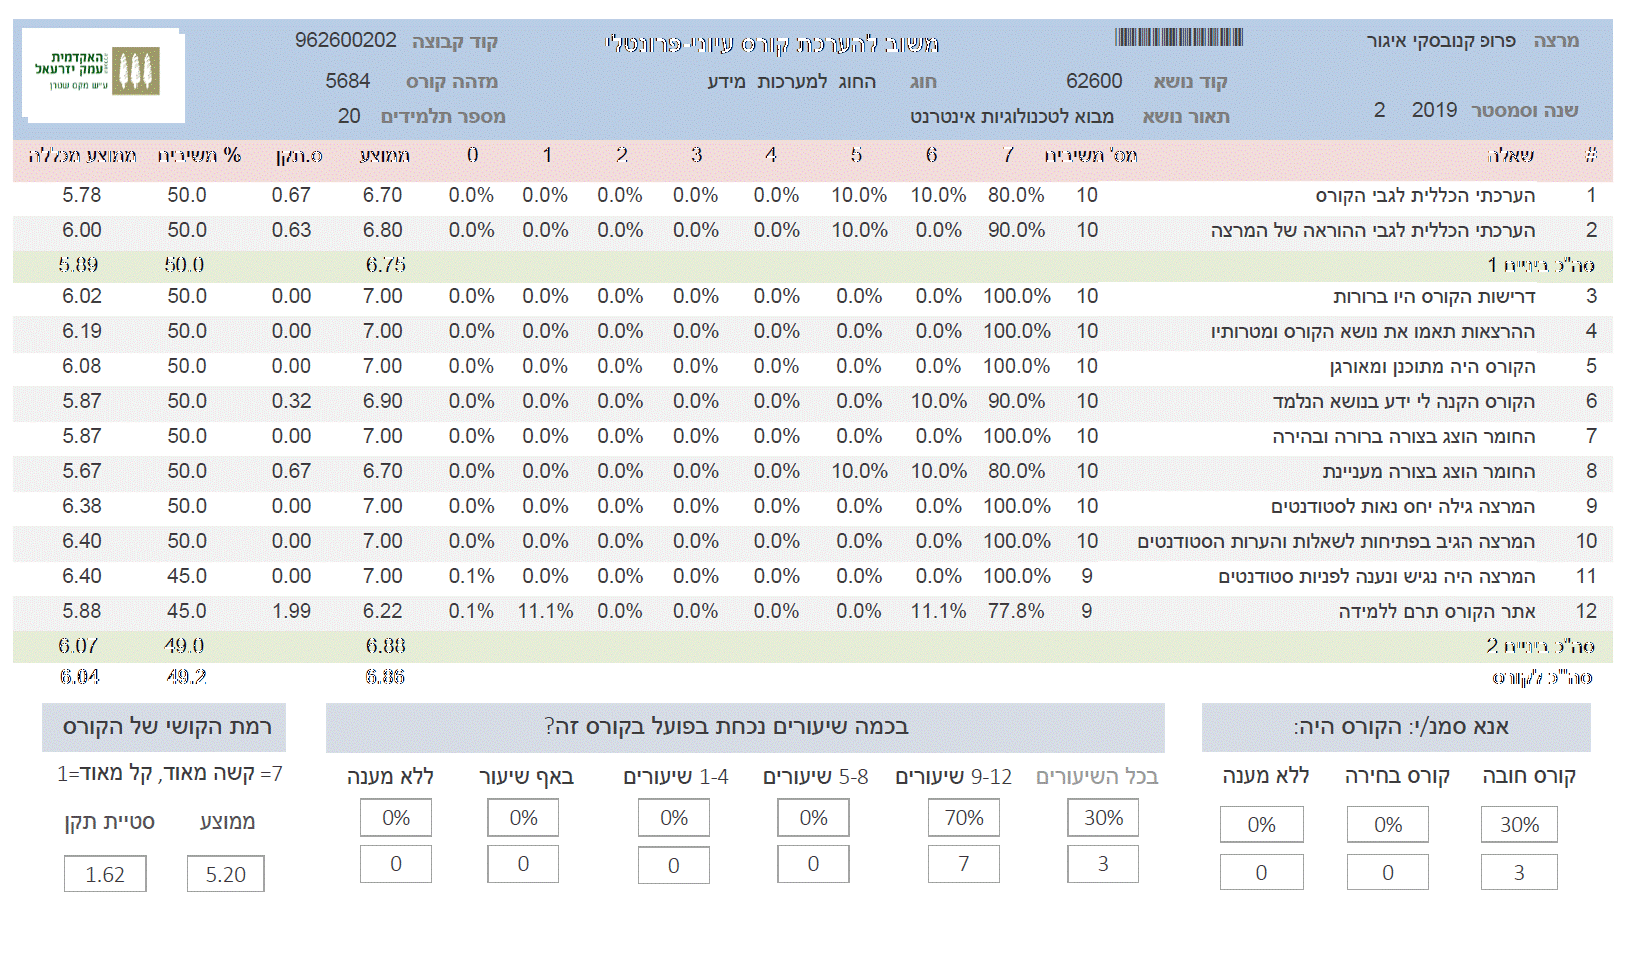 מרצה פרופ קנובסקי איגור משוב להערכת קורס עיוני-פרונטלי קוד קבוצה 962600202
האקדמית
עמק יזרעאל
ע״ש מקס שטרן
קוד נושא 62600 חוג החוג למערכות מידע מזהה קורס 5684
שנה וסמסטר 2019 2 תאור נושא מבוא לטכנולוגיות אינטרנט מספר תלמידים 20
# שאלה מס' משיבים 7 6 5 4 3 2 1 0 ממוצע ס.תקן % משיבים ממוצע מכללה
1 הערכתי הכללית לגבי הקורס 10 80.0% 10.0% 10.0% 0.0% 0.0% 0.0% 0.0% 0.0% 6.70 0.67 50.0 5.78
2 הערכתי הכללית לגבי ההוראה של המרצה 10 90.0% 0.0% 10.0% 0.0% 0.0% 0.0% 0.0% 0.0% 6.80 0.63 50.0 6.00
סה"כ ביניים 1 6.75 50.0 5.89
3 דרישות הקורס היו ברורות 10 100.0% 0.0% 0.0% 0.0% 0.0% 0.0% 0.0% 0.0% 7.00 0.00 50.0 6.02
4 ההרצאות תאמו את נושא הקורס ומטרותיו 10 100.0% 0.0% 0.0% 0.0% 0.0% 0.0% 0.0% 0.0% 7.00 0.00 50.0 6.19
5 הקורס היה מתוכנן ומאורגן 10 100.0% 0.0% 0.0% 0.0% 0.0% 0.0% 0.0% 0.0% 7.00 0.00 50.0 6.08
6 הקורס הקנה לי ידע בנושא הנלמד 10 90.0% 10.0% 0.0% 0.0% 0.0% 0.0% 0.0% 0.0% 6.90 0.32 50.0 5.87
7 החומר הוצג בצורה ברורה ובהירה 10 100.0% 0.0% 0.0% 0.0% 0.0% 0.0% 0.0% 0.0% 7.00 0.00 50.0 5.87
8 החומר הוצג בצורה מעניינת 10 80.0% 10.0% 10.0% 0.0% 0.0% 0.0% 0.0% 0.0% 6.70 0.67 50.0 5.67
9 המרצה גילה יחס נאות לסטודנטים 10 100.0% 0.0% 0.0% 0.0% 0.0% 0.0% 0.0% 0.0% 7.00 0.00 50.0 6.38
10 המרצה הגיב בפתיחות לשאלות והערות הסטודנטים 10 100.0% 0.0% 0.0% 0.0% 0.0% 0.0% 0.0% 0.0% 7.00 0.00 50.0 6.40
11 המרצה היה נגיש ונענה לפניות סטודנטים 9 100.0% 0.0% 0.0% 0.0% 0.0% 0.0% 0.0% 0.1% 7.00 0.00 45.0 6.40
12 אתר הקורס תרם ללמידה 9 77.8% 11.1% 0.0% 0.0% 0.0% 0.0% 11.1% 0.1% 6.22 1.99 45.0 5.88
סה"כ ביניים 2 6.88 49.0 6.07
סה"כ לקורס 6.86 49.2 6.04
אנא סמנ/י: הקורס היה: בכמה שיעורים נכחת בפועל בקורס זה? רמת הקושי של הקורס
7= קשה מאוד, קל מאוד=1
קורס חובה קורס בחירה ללא מענה בכל השיעורים 9-12 שיעורים 5-8 שיעורים 1-4 שיעורים באף שיעור ללא מענה
ממוצע סטיית תקן
30% 0% 0% 30% 70% 0% 0% 0% 0%
3 0 0 3 7 0 0 0 0 5.20 1.62